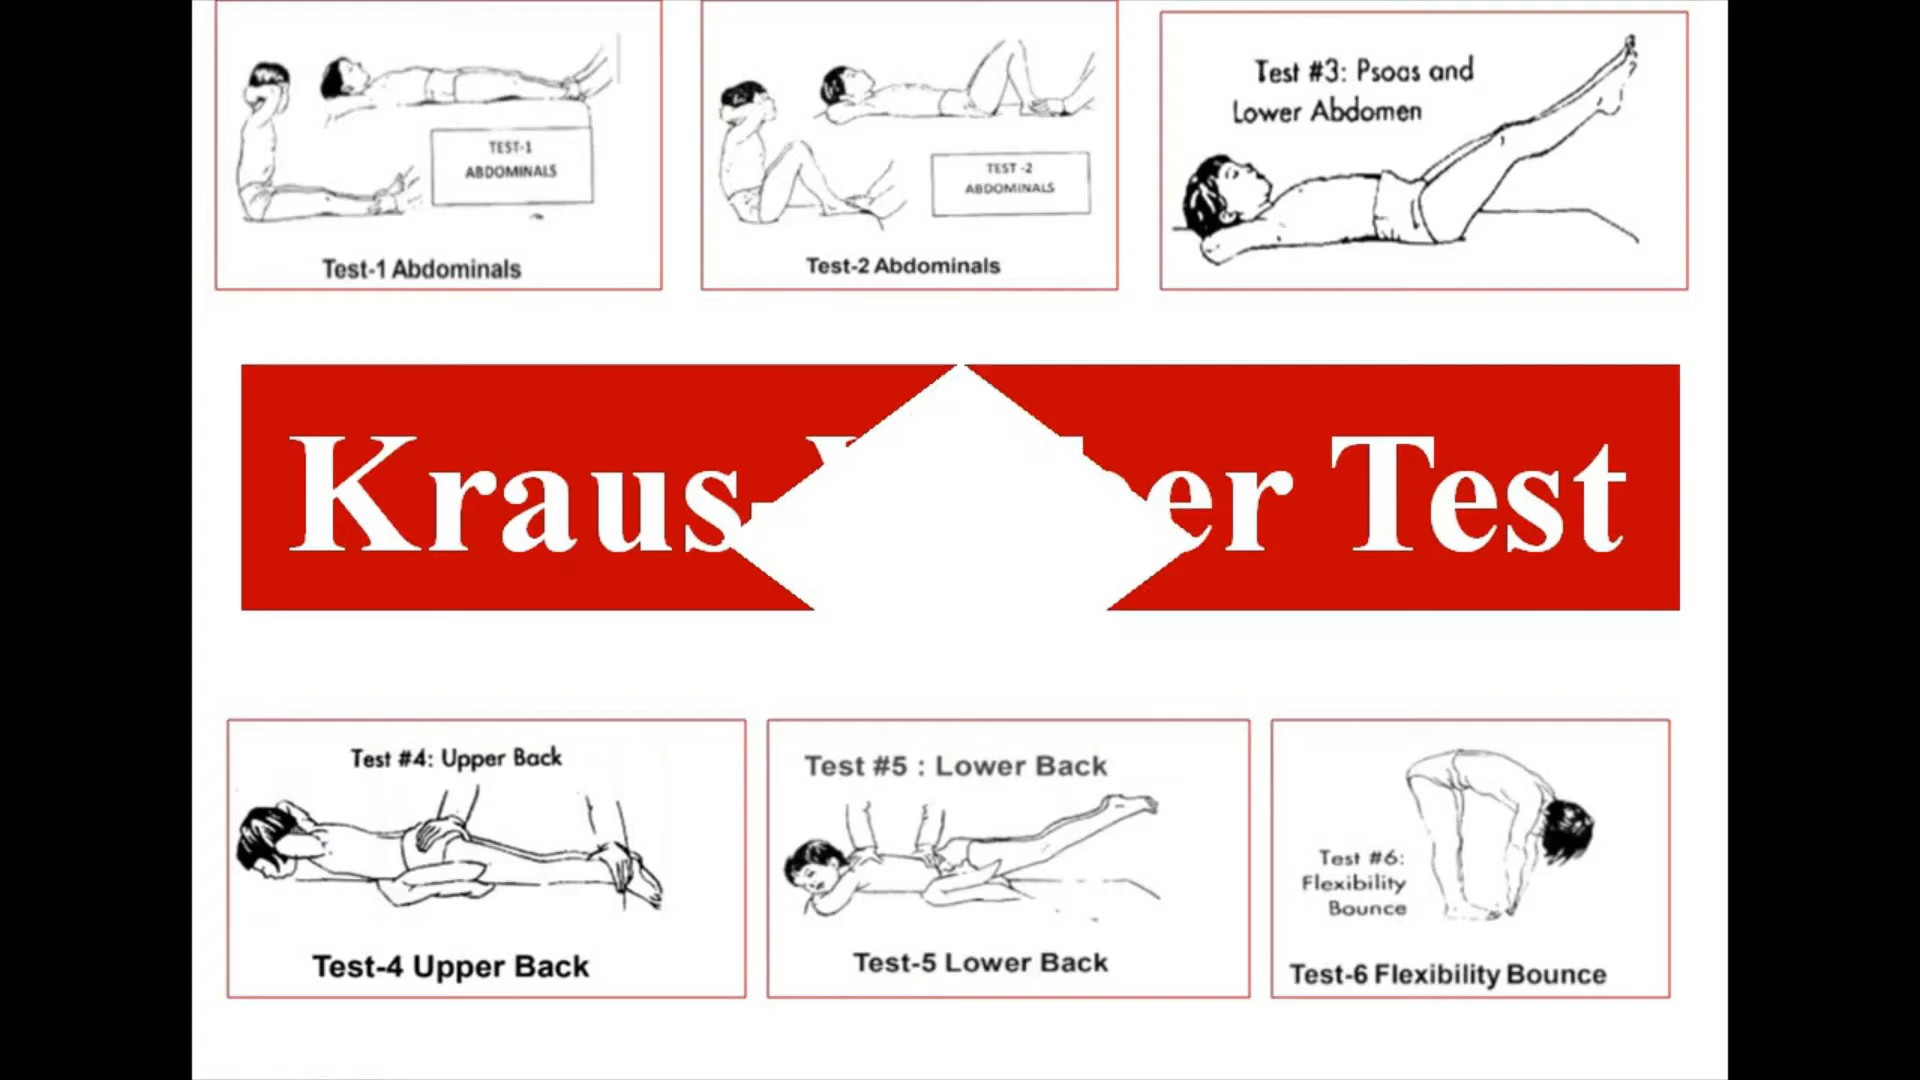 TEST-1
ABDOMINALS
Test-1 Abdominals
TEST -2
ABDOMINALS
Test-2 Abdominals
Test #3: Psoas and
Lower Abdomen
Kraus- er Test
Test #4: Upper Back
Test-4 Upper Back
Test #5 : Lower Back
Test-5 Lower Back
Test #6:
Flexibility
Bounce
Test-6 Flexibility Bounce